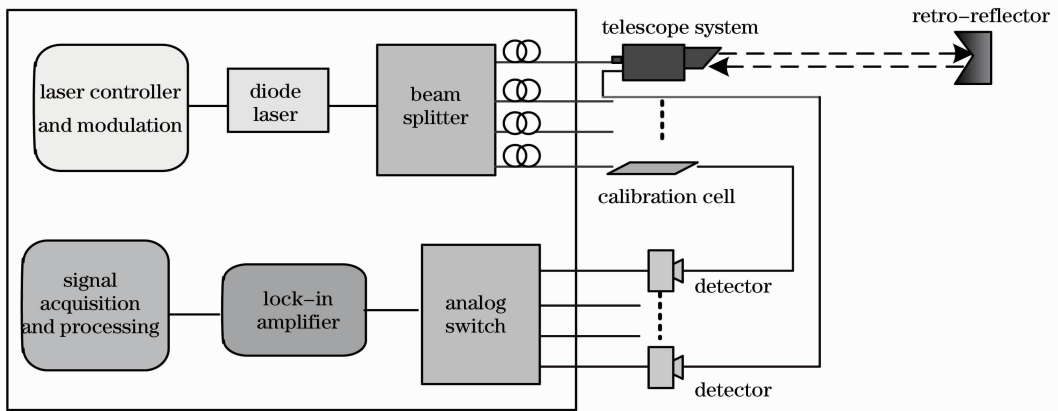 telescope system
retro-reflector
laser controller
and modulation
diode
laser
beam
splitter
calibration cell
signal
acquisition
and processing
lock-in
amplifier
analog
switch
detector
detector